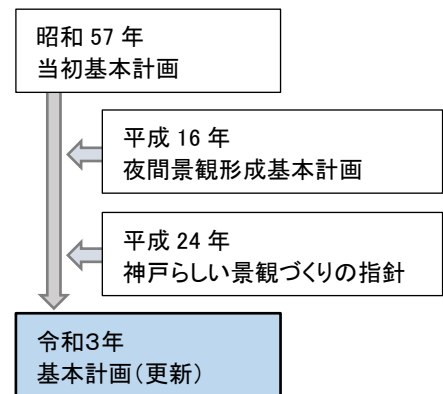 昭和 57 年
当初基本計画
平成 16 年
夜間景観形成基本計画
平成 24 年
神戸らしい景観づくりの指針
令和３年
基本計画（更新）